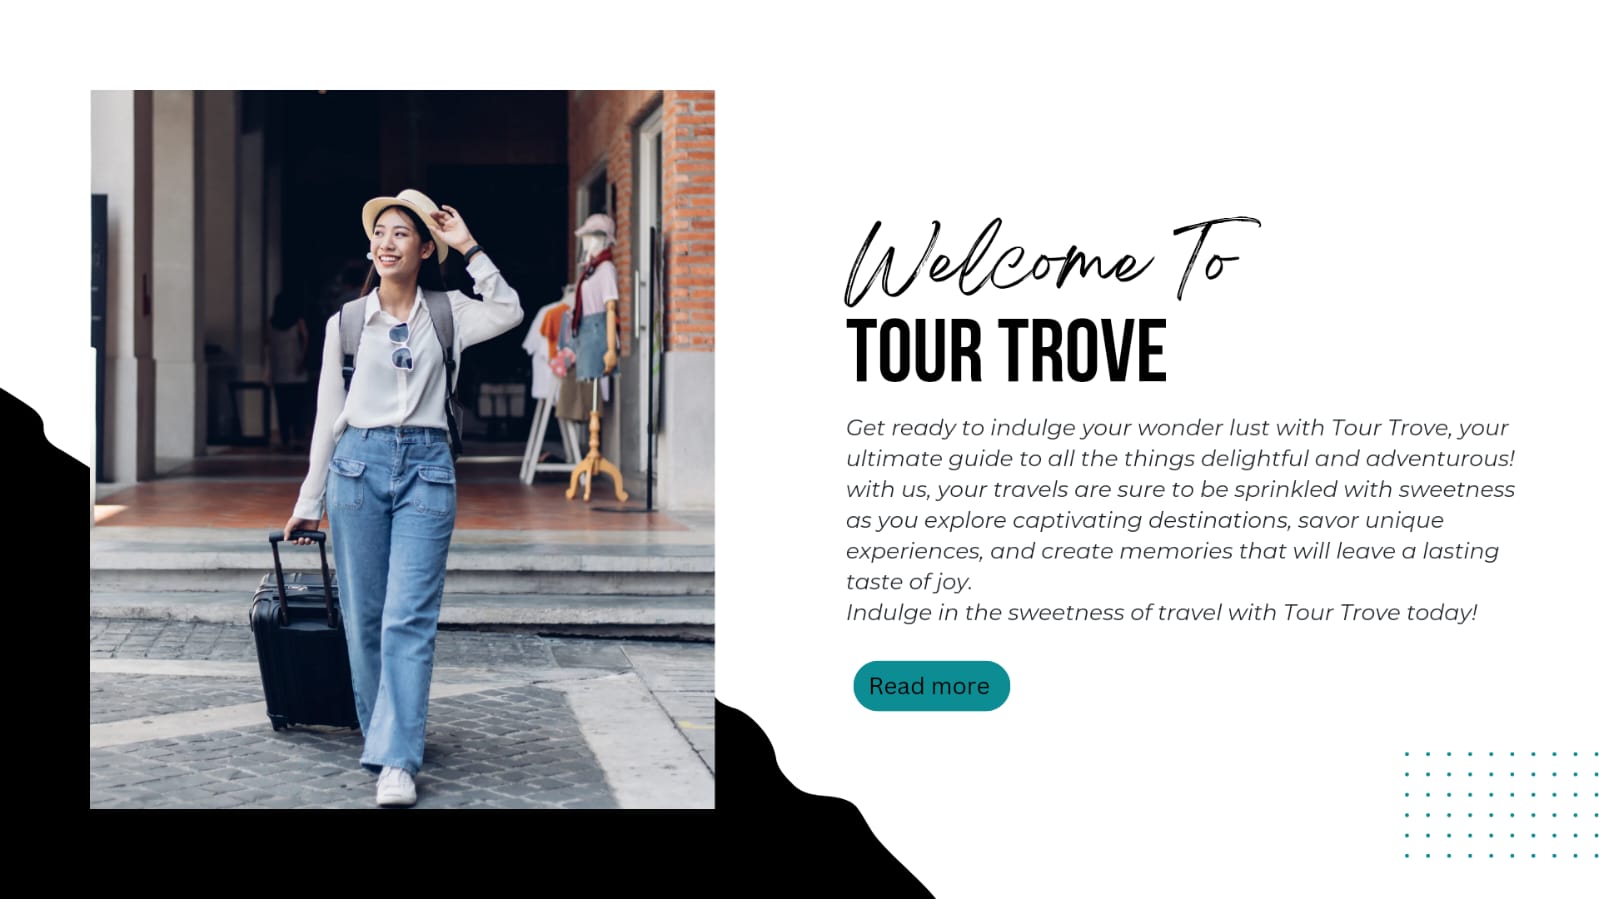 Welcome To
TOUR TROVE
Get ready to indulge your wonder lust with Tour Trove, your
ultimate guide to all the things delightful and adventurous!
with us, your travels are sure to be sprinkled with sweetness
as you explore captivating destinations, savor unique
experiences, and create memories that will leave a lasting
taste of joy.
Indulge in the sweetness of travel with Tour Trove today!
Read more